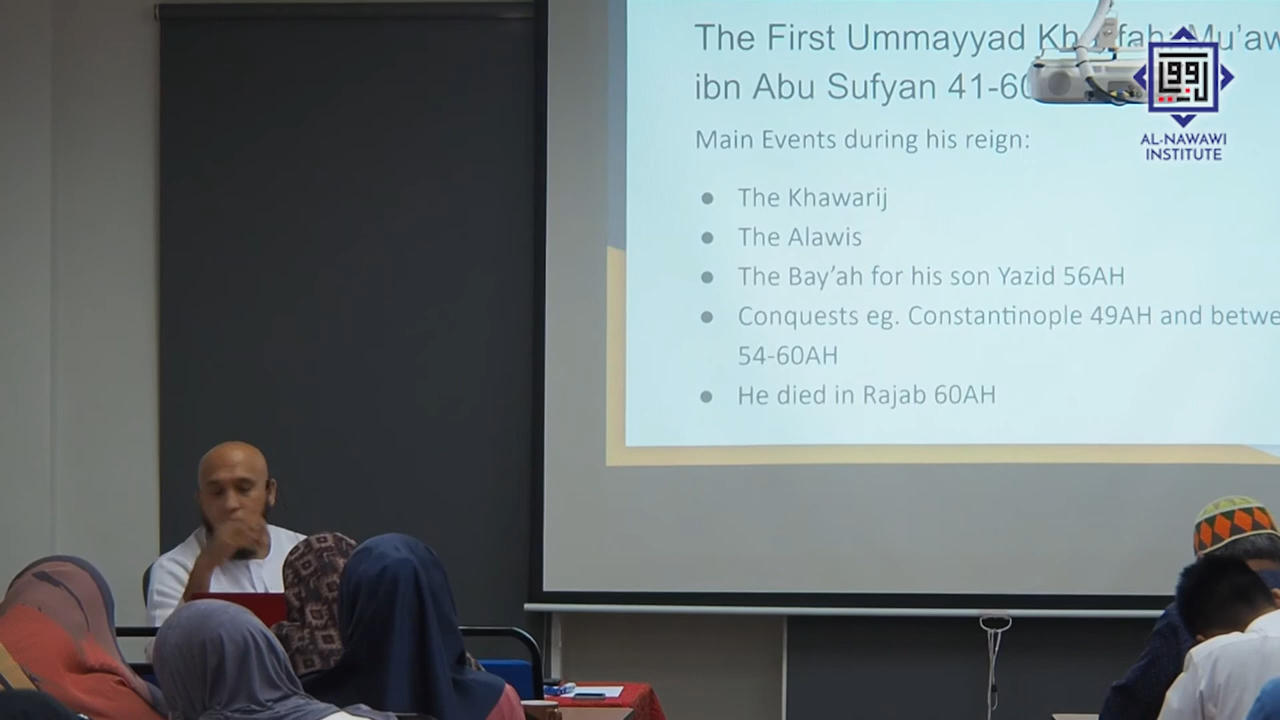 The First Ummayyad Mu'aw
ibn Abu Sufyan 41-60
Main Events during his reign:
● The Khawarij
● The Alawis
● The Bay'ah for his son Yazid 56AH
● Conquests eg. Constantinople 49AH and betwe
54-60AH
● He died in Rajab 60AH
AL-NAWAWI
INSTITUTE